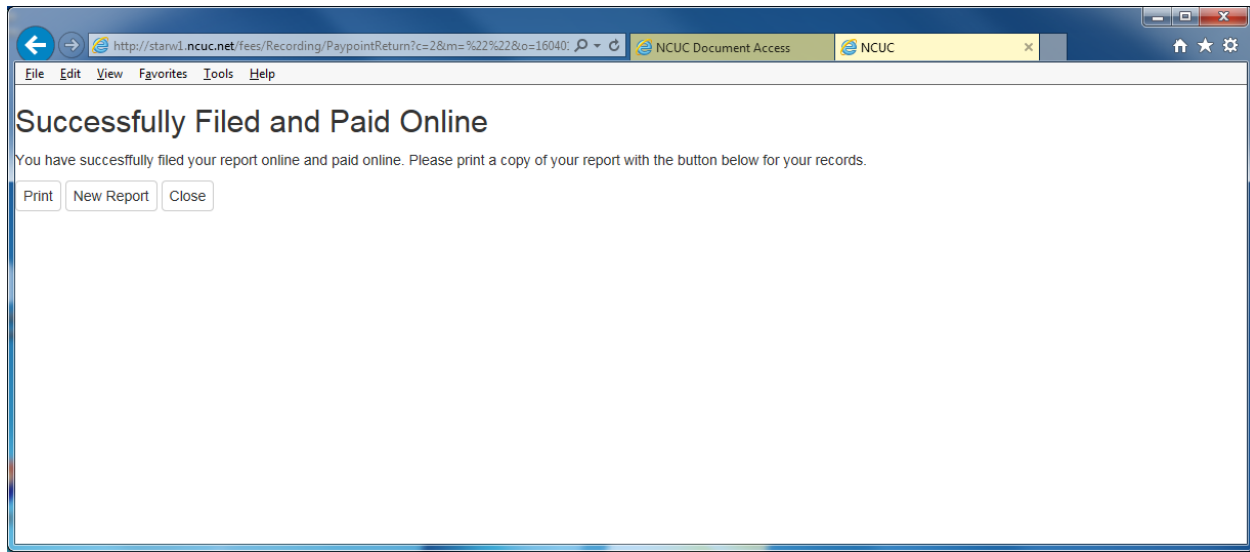 http://starw1.ncuc.net/fees/Recording/PaypointReturn?c=2&m=%22%22&o=16040: NCUC Document Access NCUC
File Edit View Favorites Tools Help
Successfully Filed and Paid Online
You have succesffully filed your report online and paid online. Please print a copy of your report with the button below for your records.
Print New Report Close